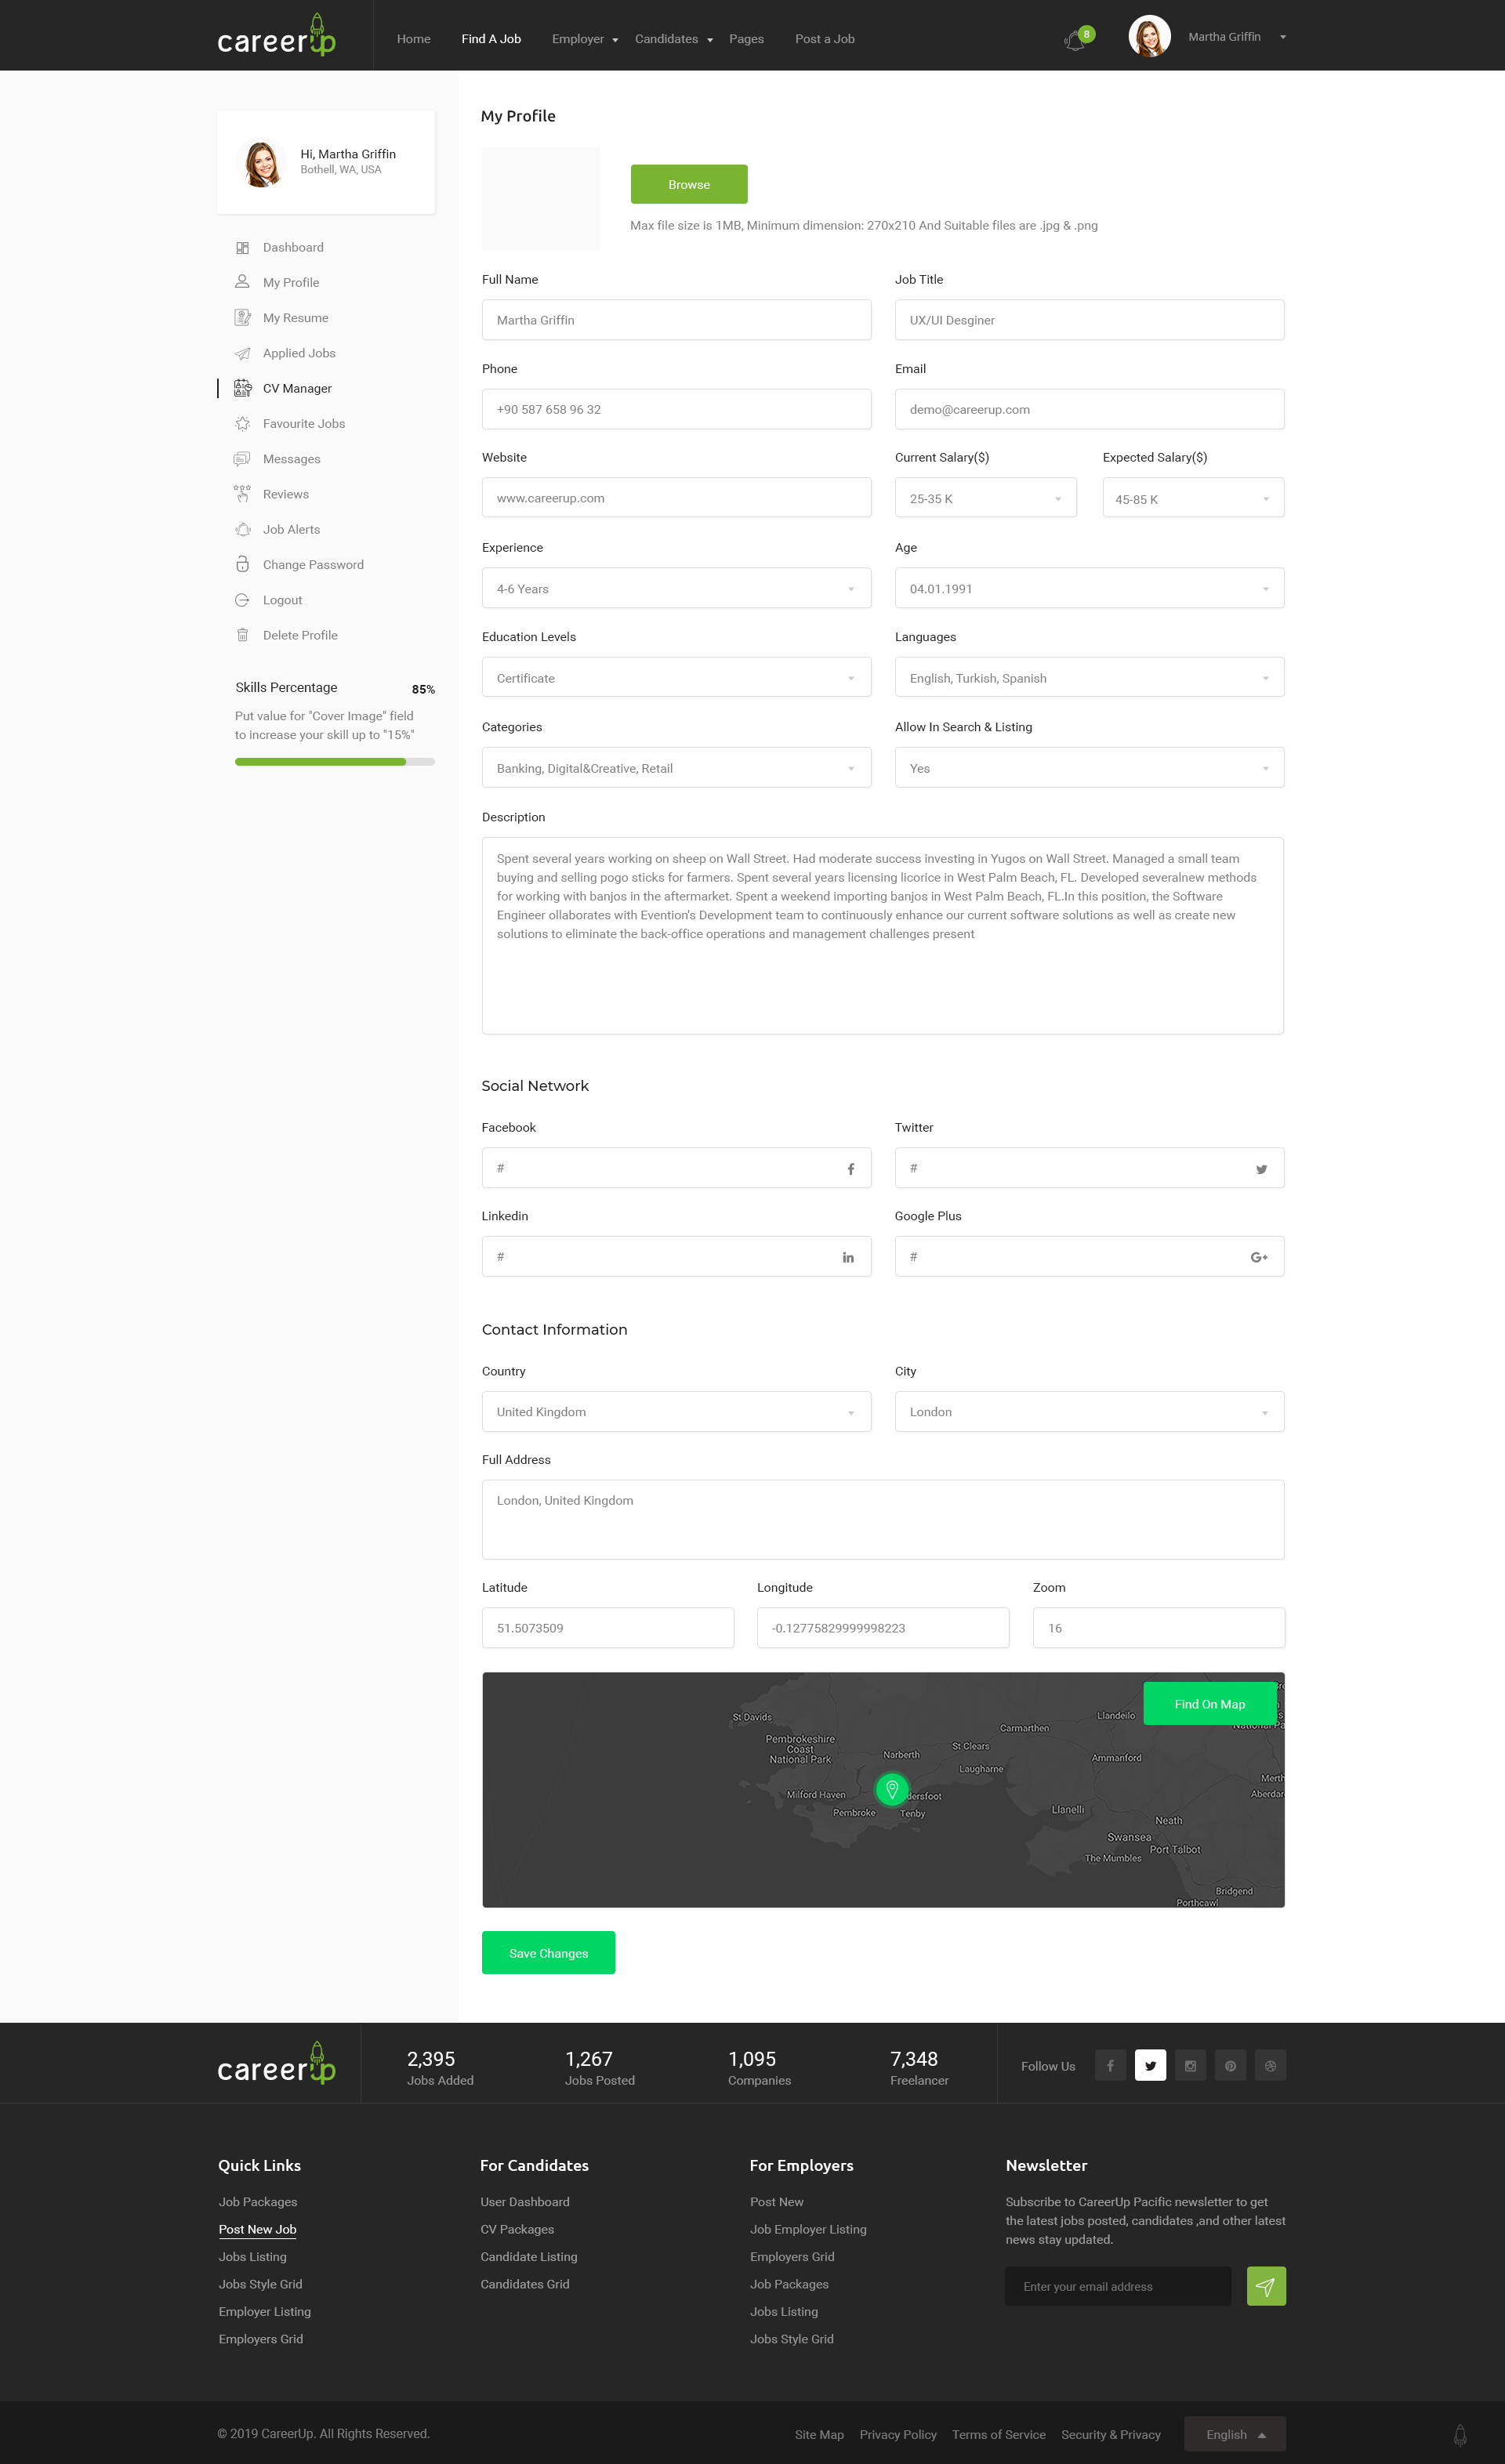 careerup
Home
Find A Job
Employer
Candidates
Pages
Post a Job
8
Martha Griffin
Hi, Martha Griffin
Bothell, WA, USA
Dashboard
My Profile
My Resume
Applied Jobs
CV Manager
Favourite Jobs
Messages
Reviews
Job Alerts
Change Password
Logout
Delete Profile
Skills Percentage
85%
Put value for "Cover Image" field
to increase your skill up to "15%"
My Profile
Browse
Max file size is 1MB, Minimum dimension: 270x210 And Suitable files are .jpg & .png
Full Name
Job Title
Martha Griffin
UX/UI Desginer
Phone
Email
+90 587 658 96 32
demo@careerup.com
Website
Current Salary($)
Expected Salary($)
www.careerup.com
25-35 K
45-85 K
Experience
Age
4-6 Years
04.01.1991
Education Levels
Languages
Certificate
English, Turkish, Spanish
Categories
Allow In Search & Listing
Banking, Digital&Creative, Retail
Yes
Description
Spent several years working on sheep on Wall Street. Had moderate success investing in Yugos on Wall Street. Managed a small team
buying and selling pogo sticks for farmers. Spent several years licensing licorice in West Palm Beach, FL. Developed severalnew methods
for working with banjos in the aftermarket. Spent a weekend importing banjos in West Palm Beach, FL.In this position, the Software
Engineer ollaborates with Evention's Development team to continuously enhance our current software solutions as well as create new
solutions to eliminate the back-office operations and management challenges present
Social Network
Facebook
Twitter
#
#
Linkedin
Google Plus
#
#
Contact Information
Country
City
United Kingdom
London
Full Address
London, United Kingdom
Latitude
Longitude
Zoom
51.5073509
-0.12775829999998223
16
Find On Map
St Davids
Llandeilo
Carmarthen
Pembrokeshire
Coast
National Park
St Clears
Narberth
Ammanford
Laugharne
Milford Haven
Pembroke
Tenby
Llanelli
Neath
Swansea
Port Talbot
The Mumbles
Bridgend
Porthcawl
Save Changes
careerup
2,395
Jobs Added
1,267
Jobs Posted
1,095
Companies
7,348
Freelancer
Follow Us
Quick Links
Job Packages
Post New Job
Jobs Listing
Jobs Style Grid
Employer Listing
Employers Grid
For Candidates
User Dashboard
CV Packages
Candidate Listing
Candidates Grid
For Employers
Post New
Job Employer Listing
Employers Grid
Job Packages
Jobs Listing
Jobs Style Grid
Newsletter
Subscribe to CareerUp Pacific newsletter to get
the latest jobs posted, candidates ,and other latest
news stay updated.
Enter your email address
© 2019 CareerUp. All Rights Reserved.
Site Map
Privacy Policy
Terms of Service
Security & Privacy
English